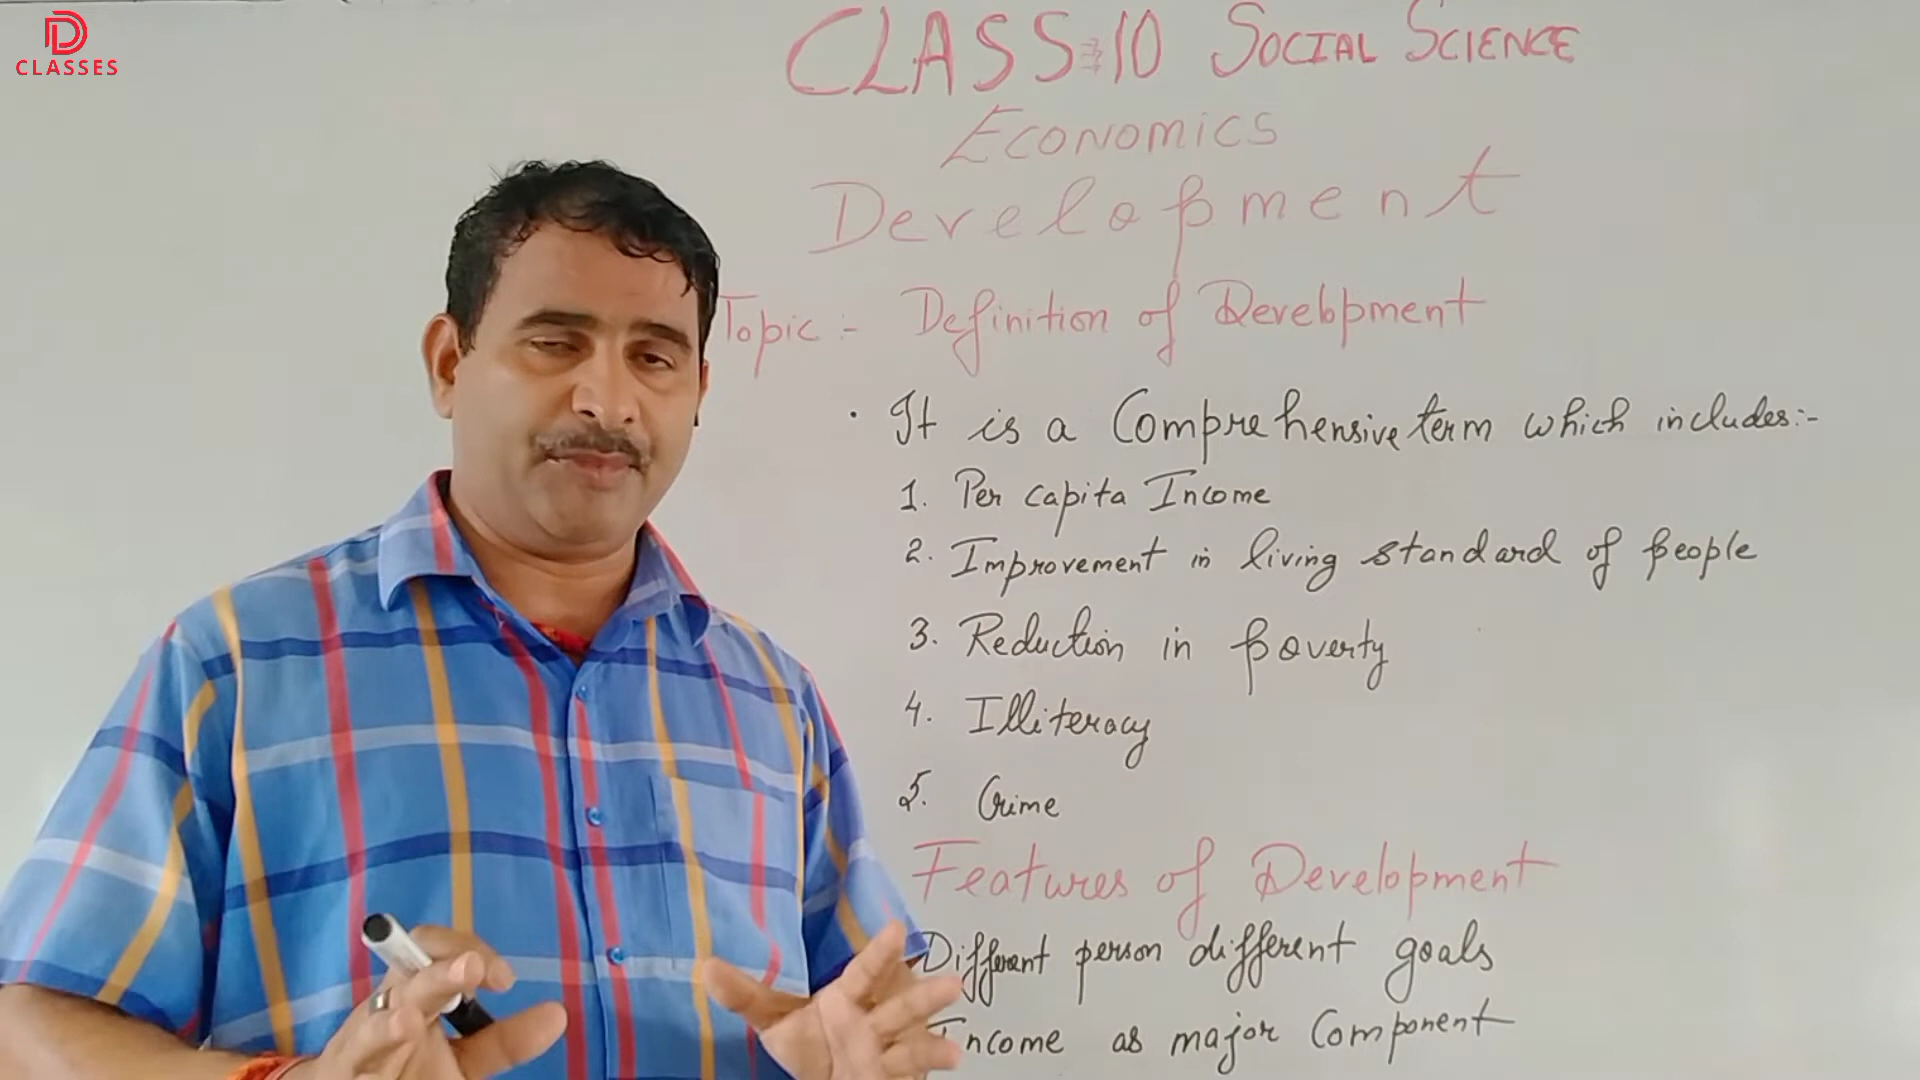 D
CLASSES
CLASS 10 SOCIAL SCIENCE
ECONOMICS
Development
Topic :- Definition of Development
• It is a Comprehensive term which includes:-
1. Per capita Income
2. Improvement in living standard of people
3. Reduction in poverty
4. Illiteracy
5. Crime
Features of Development
Different person different goals
Income as major Component